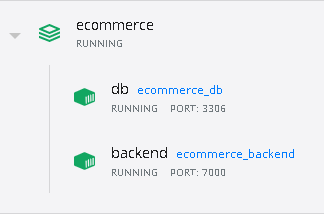 ecommerce
RUNNING
db ecommerce_db
RUNNING PORT: 3306
backend ecommerce_backend
RUNNING PORT: 7000